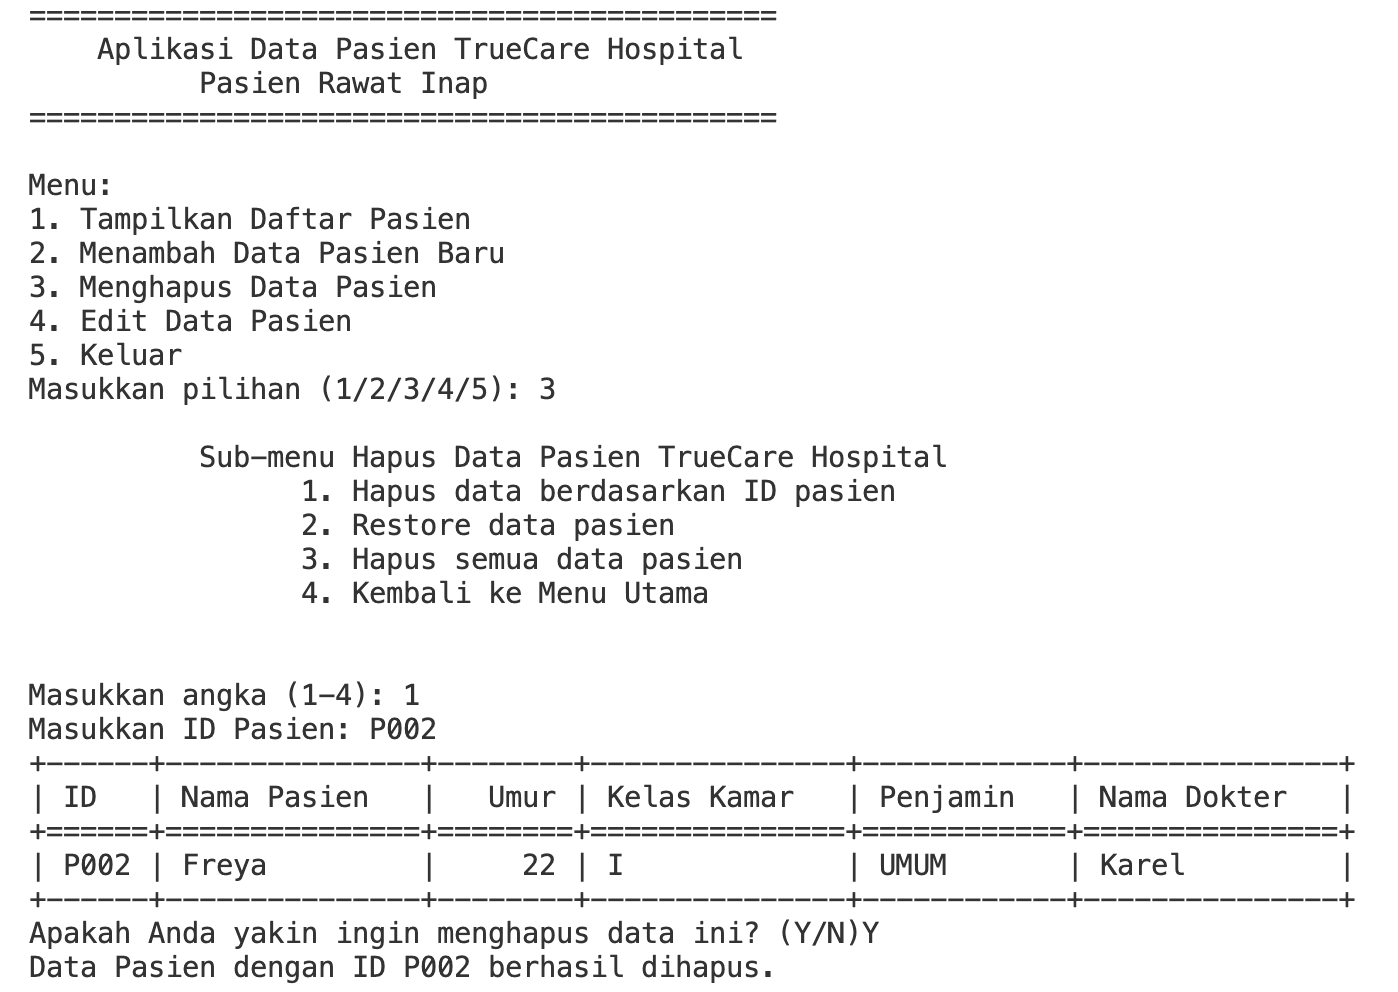 ============================================
    Aplikasi Data Pasien TrueCare Hospital
          Pasien Rawat Inap
============================================

Menu:
1. Tampilkan Daftar Pasien
2. Menambah Data Pasien Baru
3. Menghapus Data Pasien
4. Edit Data Pasien
5. Keluar
Masukkan pilihan (1/2/3/4/5): 3

          Sub-menu Hapus Data Pasien TrueCare Hospital
                1. Hapus data berdasarkan ID pasien
                2. Restore data pasien
                3. Hapus semua data pasien
                4. Kembali ke Menu Utama


Masukkan angka (1-4): 1
Masukkan ID Pasien: P002
+------+---------------+--------+---------------+------------+---------------+
| ID   | Nama Pasien   |   Umur | Kelas Kamar   | Penjamin   | Nama Dokter   |
+======+===============+========+===============+============+===============+
| P002 | Freya         |     22 | I             | UMUM       | Karel         |
+------+---------------+--------+---------------+------------+---------------+
Apakah Anda yakin ingin menghapus data ini? (Y/N)Y
Data Pasien dengan ID P002 berhasil dihapus.